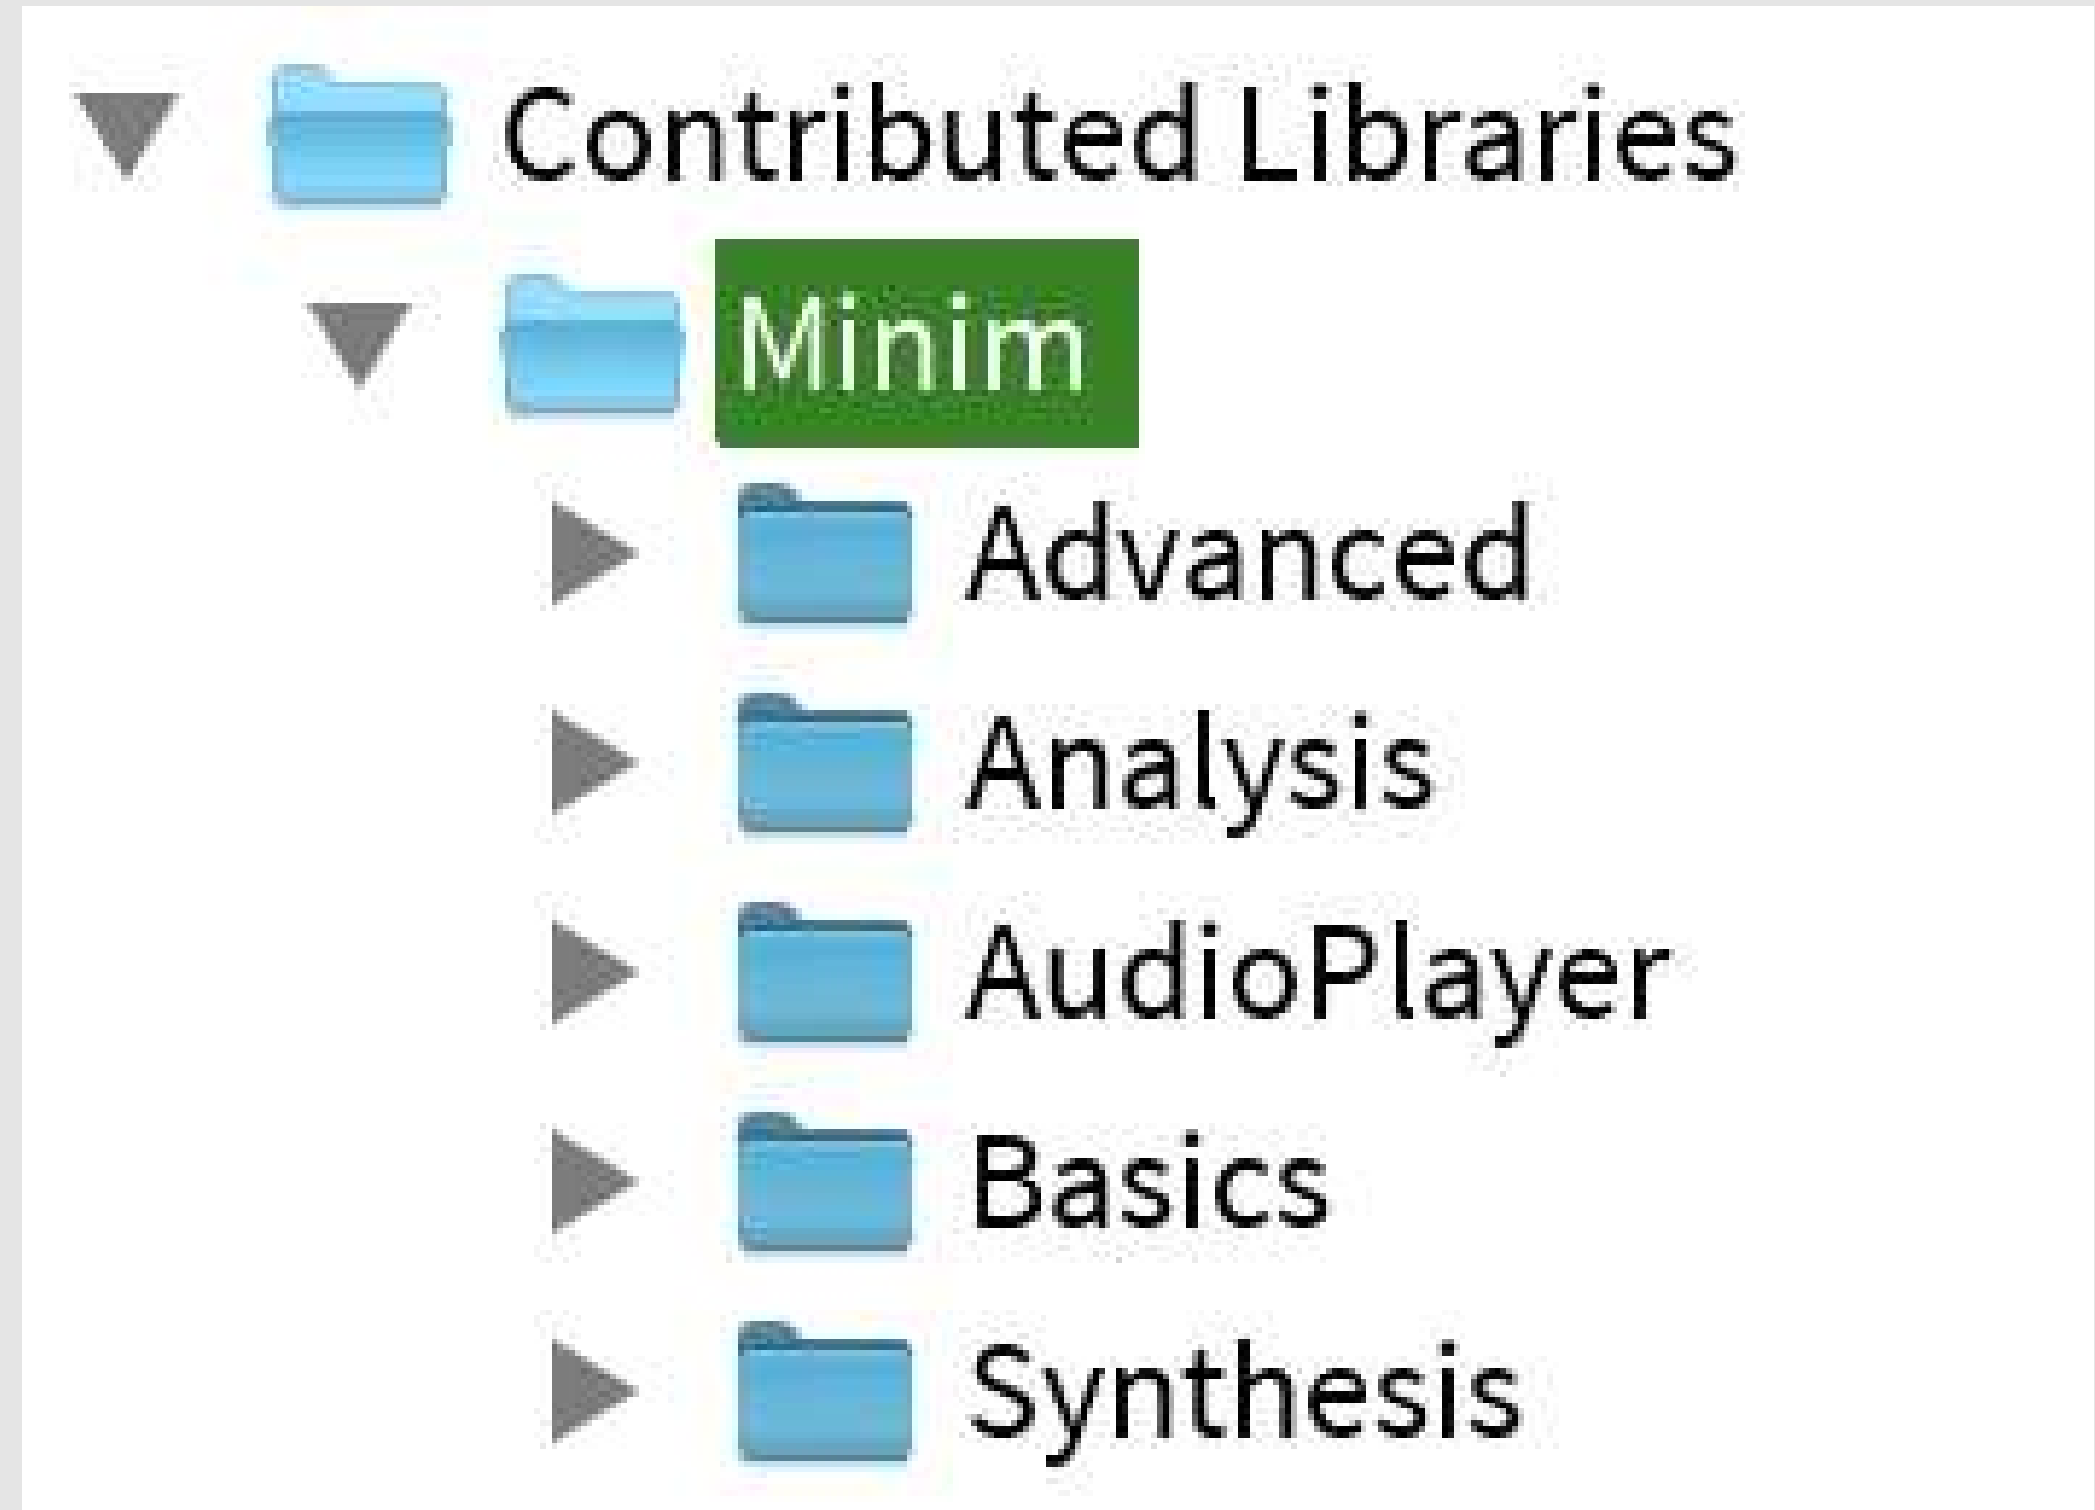 Contributed Libraries
Minim
Advanced
Analysis
AudioPlayer
Basics
Synthesis